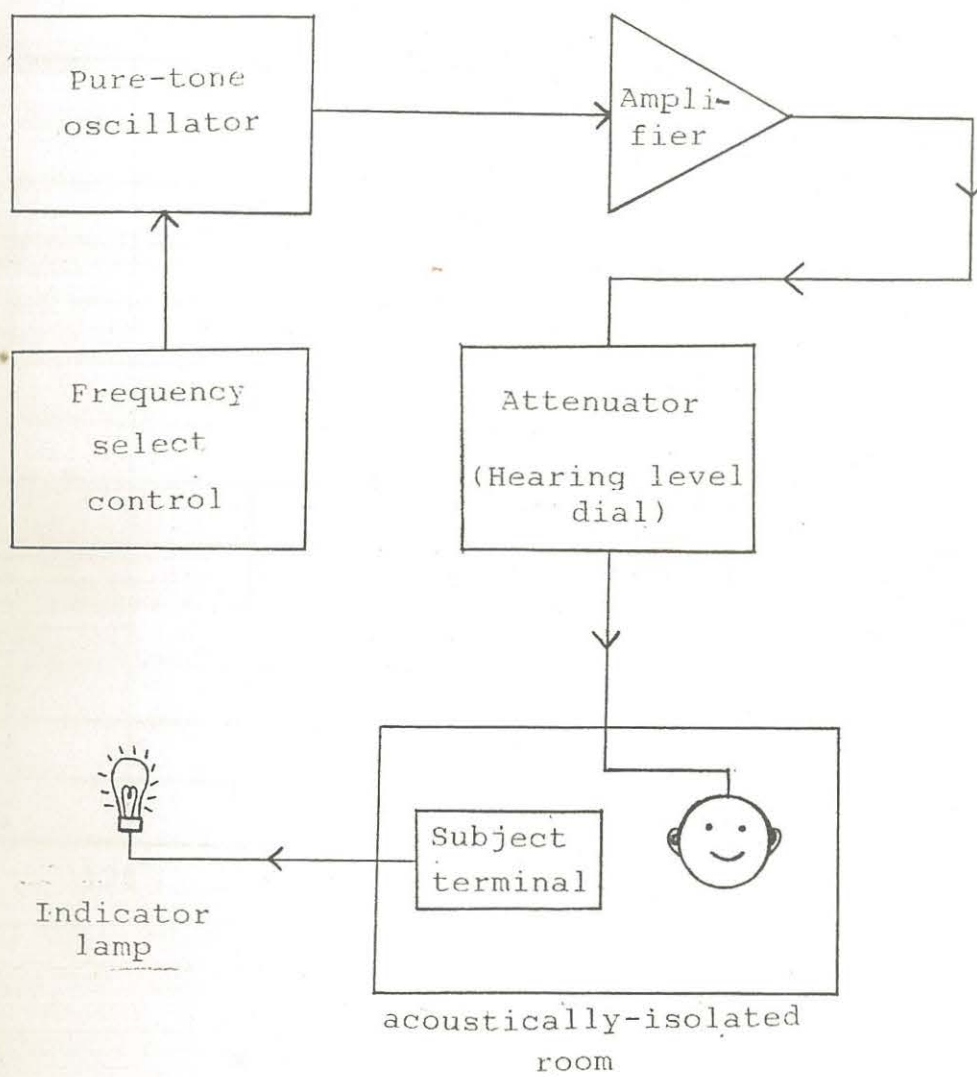 Pure-tone
oscillator
Ampli-
fier
Frequency
select
control
Attenuator
(Hearing level
dial)
Subject
terminal
Indicator
lamp
acoustically-isolated
room